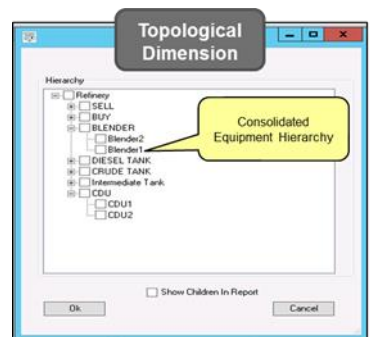 Topological
Dimension
Hierarchy
Refinery
SELL
BUY
BLENDER
Blender2
Blender1
DIESEL TANK
CRUDE TANK
Intermediate Tank
CDU
CDU1
CDU2
Consolidated
Equipment Hierarchy
Show Children In Report
Ok
Cancel